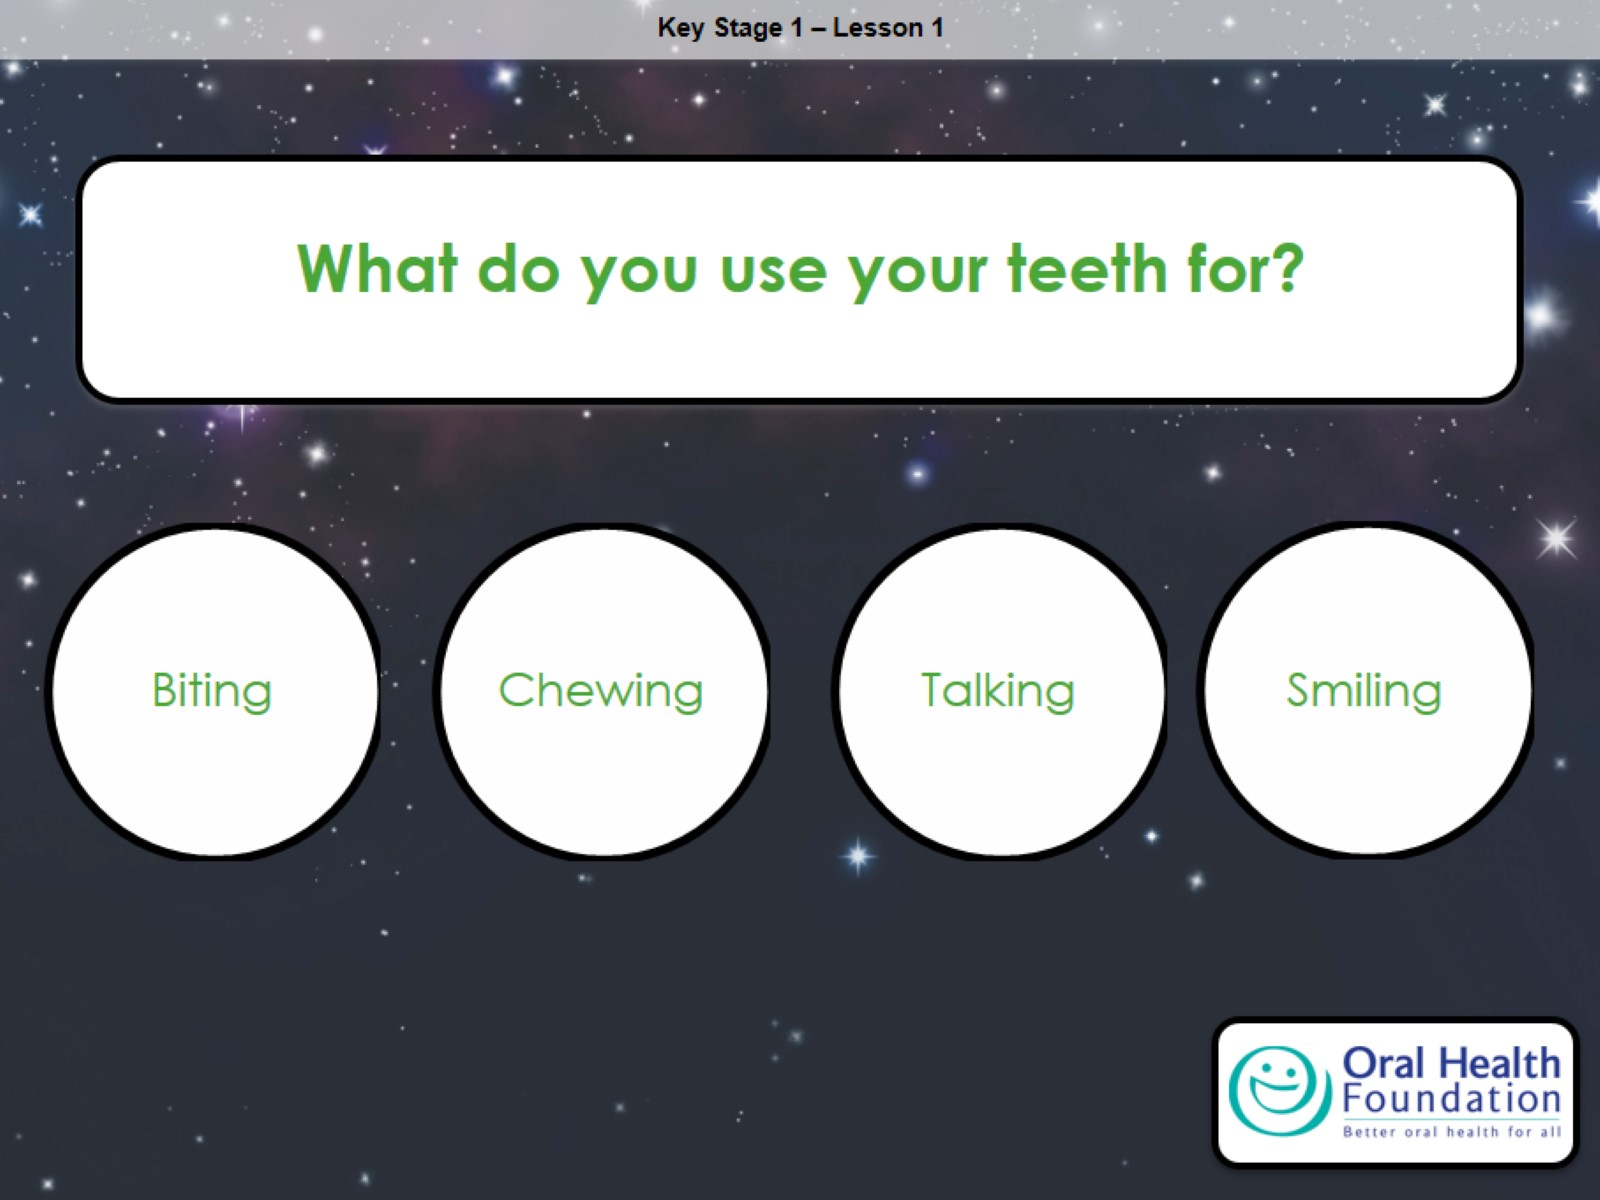 Key Stage 1 – Lesson 1
What do you use your teeth for?
Biting
Chewing
Talking
Smiling
Oral Health
Foundation
Better oral health for all